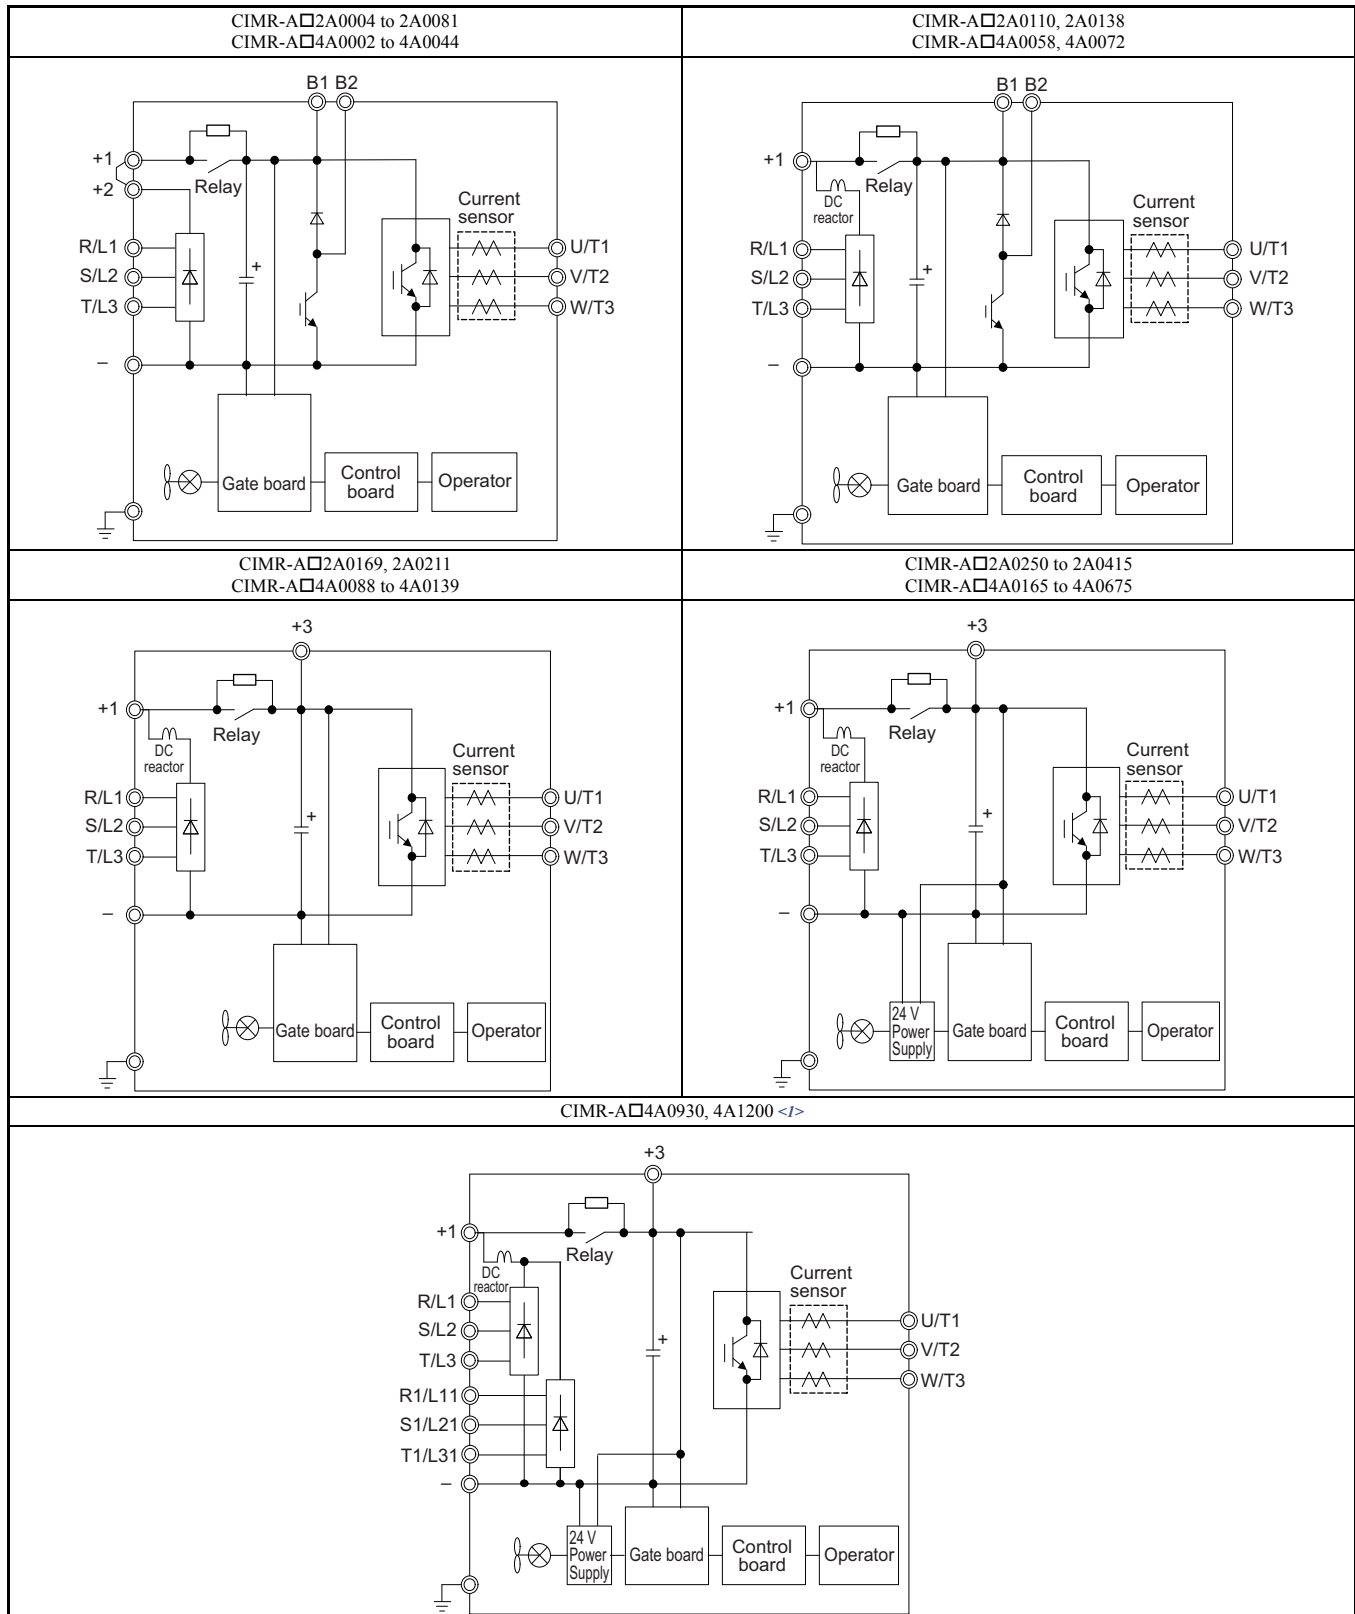 CIMR-A□2A0004 to 2A0081
CIMR-A□4A0002 to 4A0044
B1 B2
+1
Relay
+2
Current
sensor
R/L1
S/L2
T/L3
+
U/T1
V/T2
W/T3
–
Gate board
Control
board
Operator
CIMR-A□2A0110, 2A0138
CIMR-A□4A0058, 4A0072
B1 B2
+1
Relay
DC
reactor
Current
sensor
R/L1
S/L2
T/L3
+
U/T1
V/T2
W/T3
–
Gate board
Control
board
Operator
CIMR-A□2A0169, 2A0211
CIMR-A□4A0088 to 4A0139
+3
+1
Relay
DC
reactor
Current
sensor
R/L1
S/L2
T/L3
+
U/T1
V/T2
W/T3
–
Gate board
Control
board
Operator
CIMR-A□2A0250 to 2A0415
CIMR-A□4A0165 to 4A0675
+3
+1
Relay
DC
reactor
Current
sensor
R/L1
S/L2
T/L3
+
U/T1
V/T2
W/T3
–
24 V
Power
Supply
Gate board
Control
board
Operator
CIMR-A□4A0930, 4A1200 <1>
+3
+1
Relay
DC
reactor
Current
sensor
R/L1
S/L2
T/L3
R1/L11
S1/L21
T1/L31
+
U/T1
V/T2
W/T3
–
24 V
Power
Supply
Gate board
Control
board
Operator